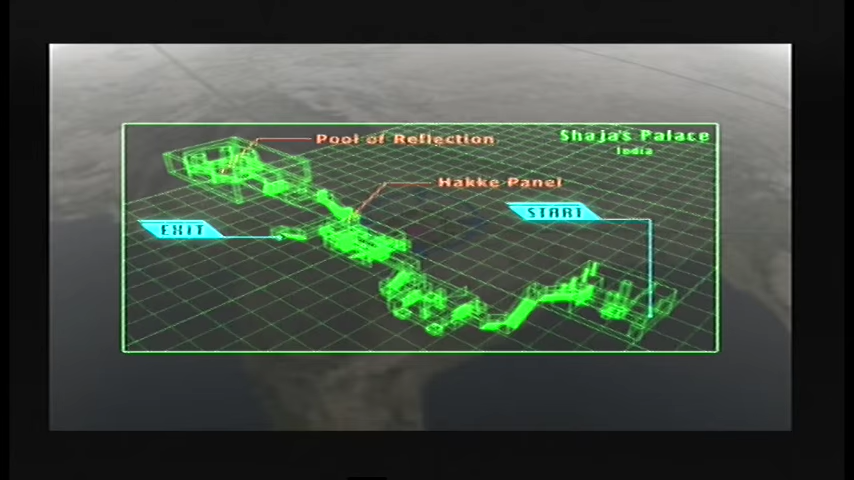 Pool of Reflection
Shaja's Palace
India
Hakke Panel
START
EXIT